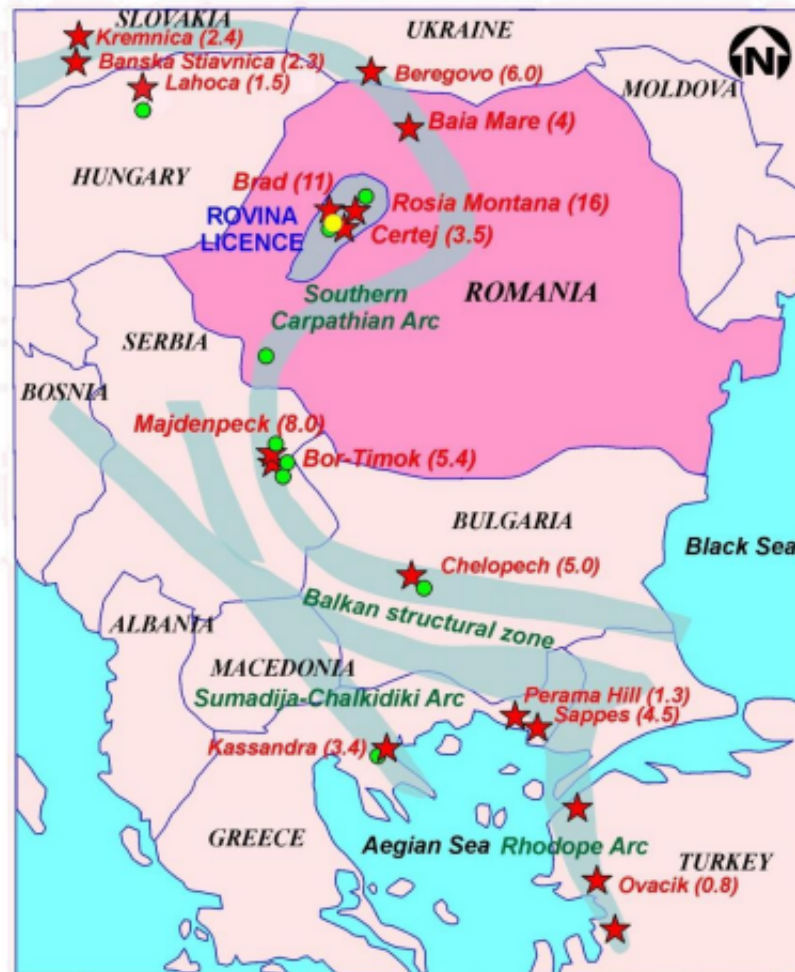 SLOVAKIA
Kremnica (2.4)
UKRAINE
N
Banska Stiavnica (2.3)
Beregovo (6.0)
Lahoca (1.5)
MOLDOVA
Baia Mare (4)
HUNGARY
Brad (11)
Rosia Montana (16)
ROVINA
LICENCE
Certej (3.5)
Southern
Carpathian Arc
ROMANIA
SERBIA
BOSNIA
Majdenpeck (8.0)
Bor-Timok (5.4)
BULGARIA
Black Sea
Chelopech (5.0)
Balkan structural zone
ALBANIA
MACEDONIA
Sumadija-Chalkidiki Arc
Perama Hill (1.3)
Sappes (4.5)
Kassandra (3.4)
GREECE
Aegian Sea
Rhodope Arc
TURKEY
Ovacik (0.8)